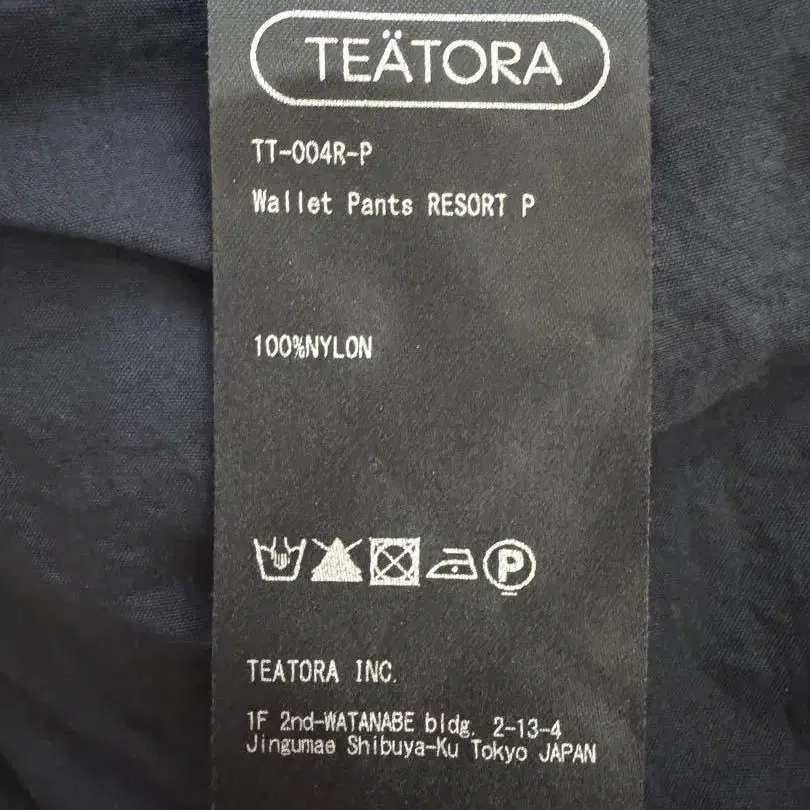 TEÄTORA
TT-004R-P
Wallet Pants RESORT P
100%NYLON
P
TEATORA INC.
1F 2nd-WATANABE bldg. 2-13-4
Jingumae Shibuya-Ku Tokyo JAPAN